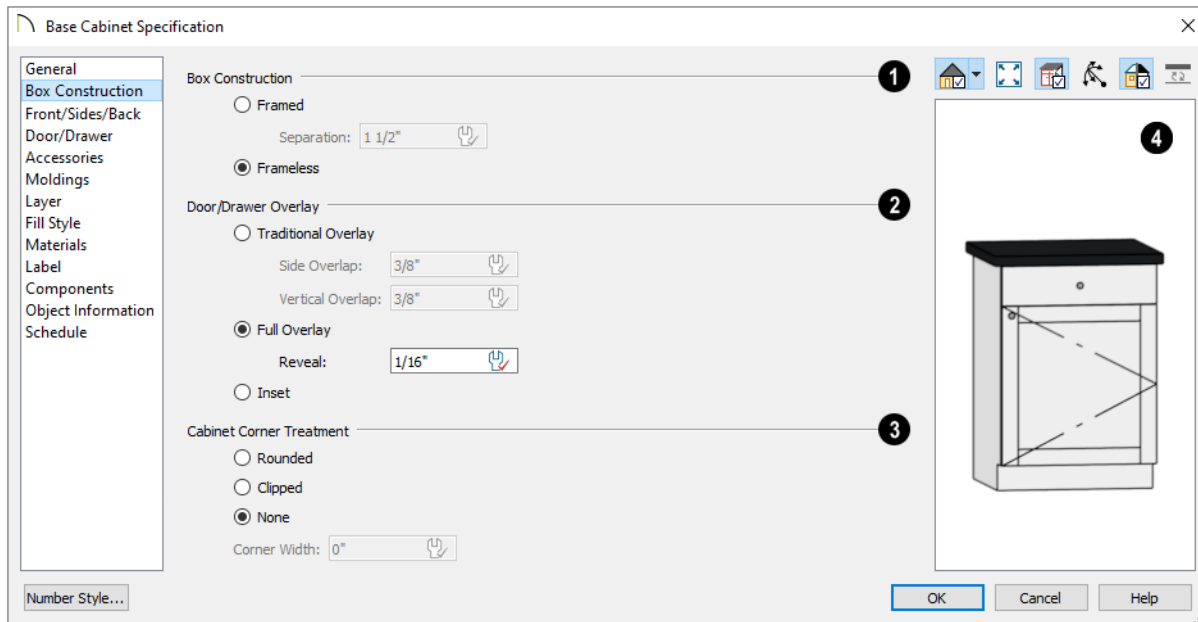 Base Cabinet Specification
General
Box Construction
Front/Sides/Back
Door/Drawer
Accessories
Moldings
Layer
Fill Style
Materials
Label
Components
Object Information
Schedule
Box Construction
1
Framed
Separation: 1 1/2"
Frameless
Door/Drawer Overlay
2
Traditional Overlay
Side Overlap: 3/8"
Vertical Overlap: 3/8"
Full Overlay
Reveal: 1/16"
Inset
Cabinet Corner Treatment
3
Rounded
Clipped
None
Corner Width: 0"
4
Number Style...
OK
Cancel
Help